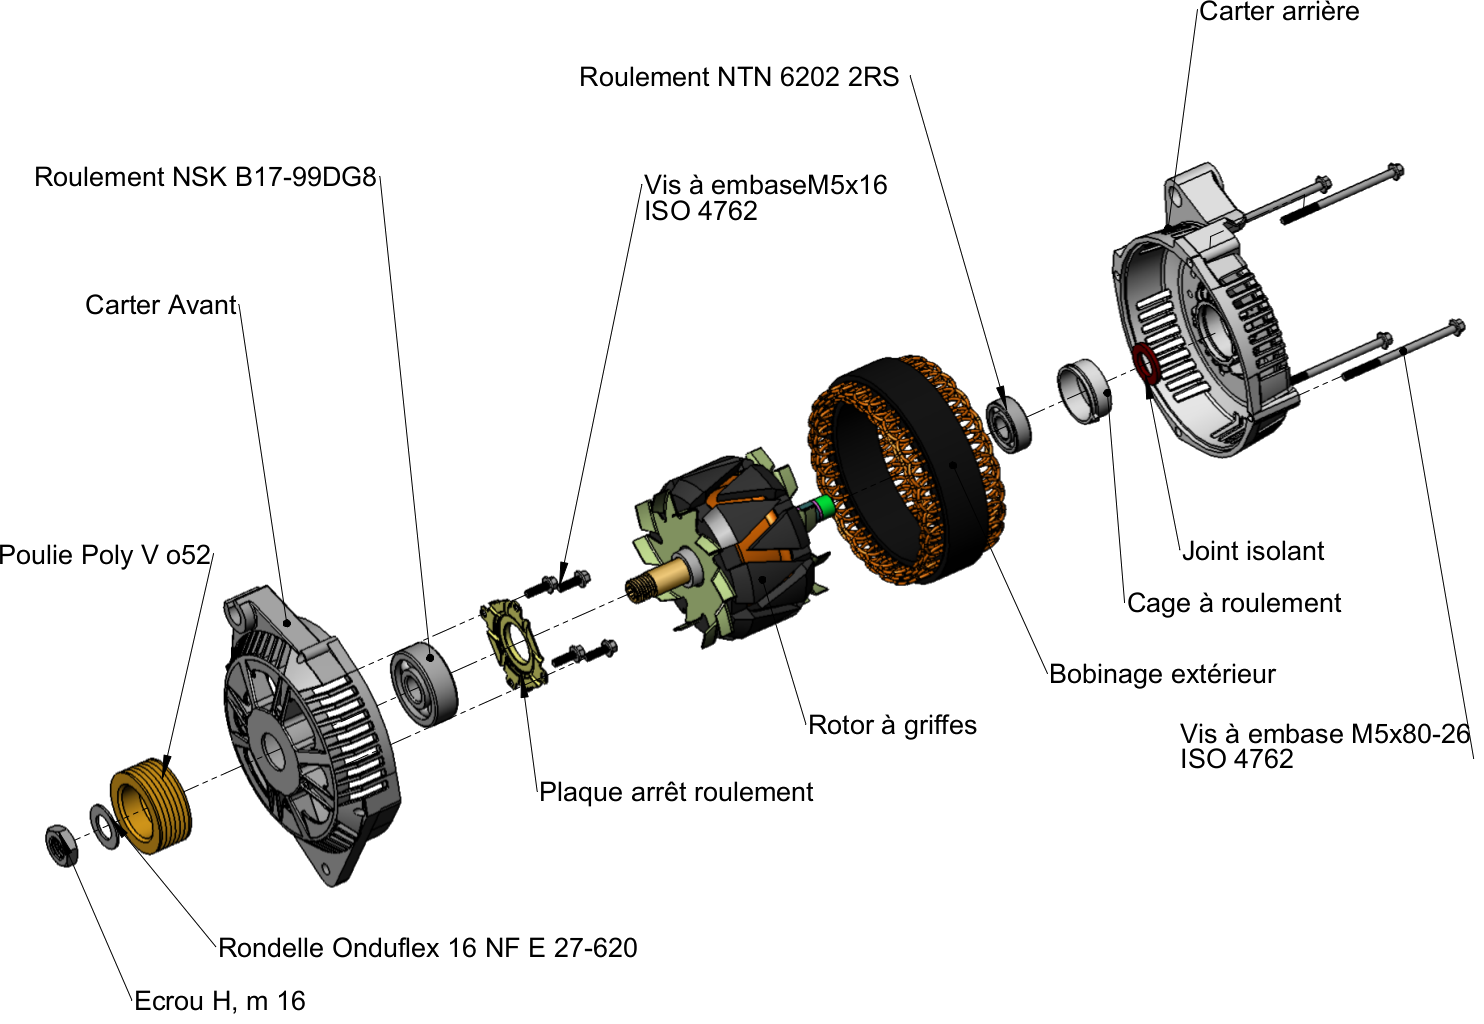 Carter arrière
Roulement NTN 6202 2RS
Roulement NSK B17-99DG8
Vis à embaseM5x16
ISO 4762
Carter Avant
Poulie Poly V o52
Joint isolant
Cage à roulement
Bobinage extérieur
Rotor à griffes
Vis à embase M5x80-26
ISO 4762
Plaque arrêt roulement
Rondelle Onduflex 16 NF E 27-620
Ecrou H, m 16